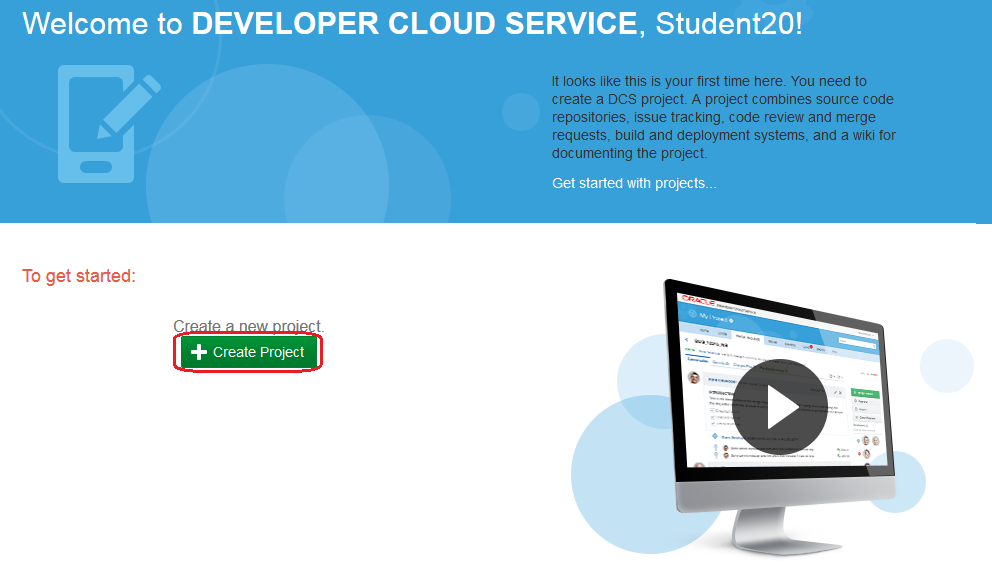 Welcome to DEVELOPER CLOUD SERVICE, Student20!
It looks like this is your first time here. You need to
create a DCS project. A project combines source code
repositories, issue tracking, code review and merge
requests, build and deployment systems, and a wiki for
documenting the project.
Get started with projects...
To get started:
Create a new project.
Create Project
ORACLE